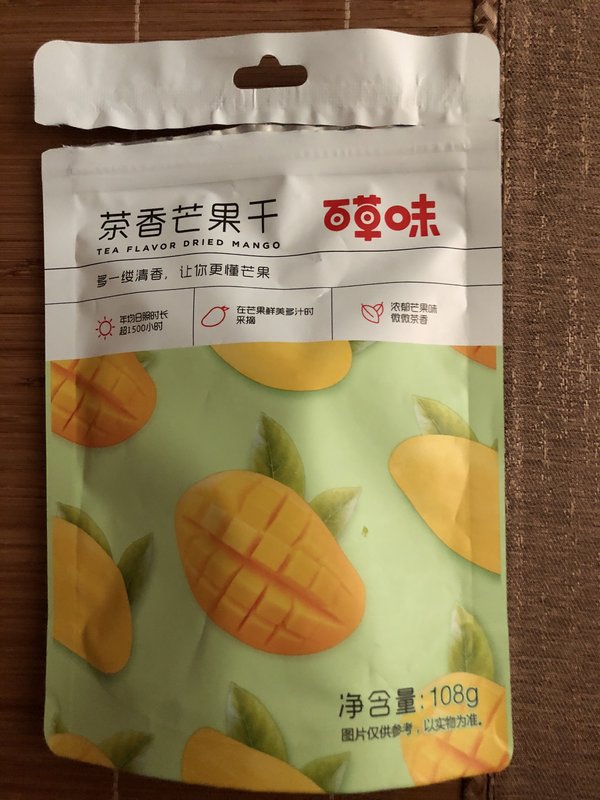 茶香芒果干
百草味
TEA FLAVOR DRIED MANGO
多一缕清香，让你更懂芒果
年均日照时长
超1500小时
在芒果鲜美多汁时
采摘
浓郁芒果味
微微茶香
净含量:108g
图片仅供参考，以实物为准。